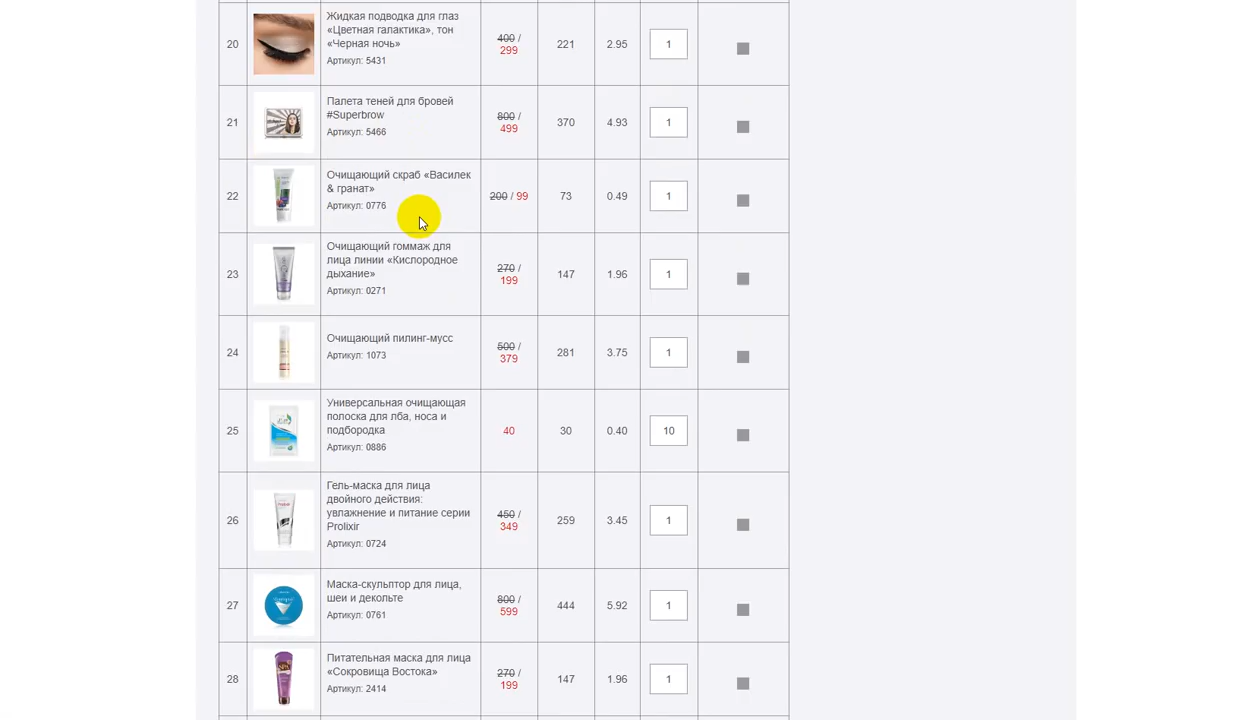 20
Жидкая подводка для глаз
«Цветная галактика», тон
«Черная ночь»
Артикул: 5431
400 /
299
221
2.95
1
21
Палета теней для бровей
#Superbrow
Артикул: 5466
800 /
499
370
4.93
1
22
Очищающий скраб «Василек
& гранат»
Артикул: 0776
200 / 99
73
0.49
1
23
Очищающий гоммаж для
лица линии «Кислородное
дыхание»
Артикул: 0271
270 /
199
147
1.96
1
24
Очищающий пилинг-мусс
Артикул: 1073
500 /
379
281
3.75
1
25
Универсальная очищающая
полоска для лба, носа и
подбородка
Артикул: 0886
40
30
0.40
10
26
Гель-маска для лица
двойного действия:
увлажнение и питание серии
Prolixir
Артикул: 0724
450 /
349
259
3.45
1
27
Маска-скульптор для лица,
шеи и декольте
Артикул: 0761
800 /
599
444
5.92
1
28
Питательная маска для лица
«Сокровища Востока»
Артикул: 2414
270 /
199
147
1.96
1